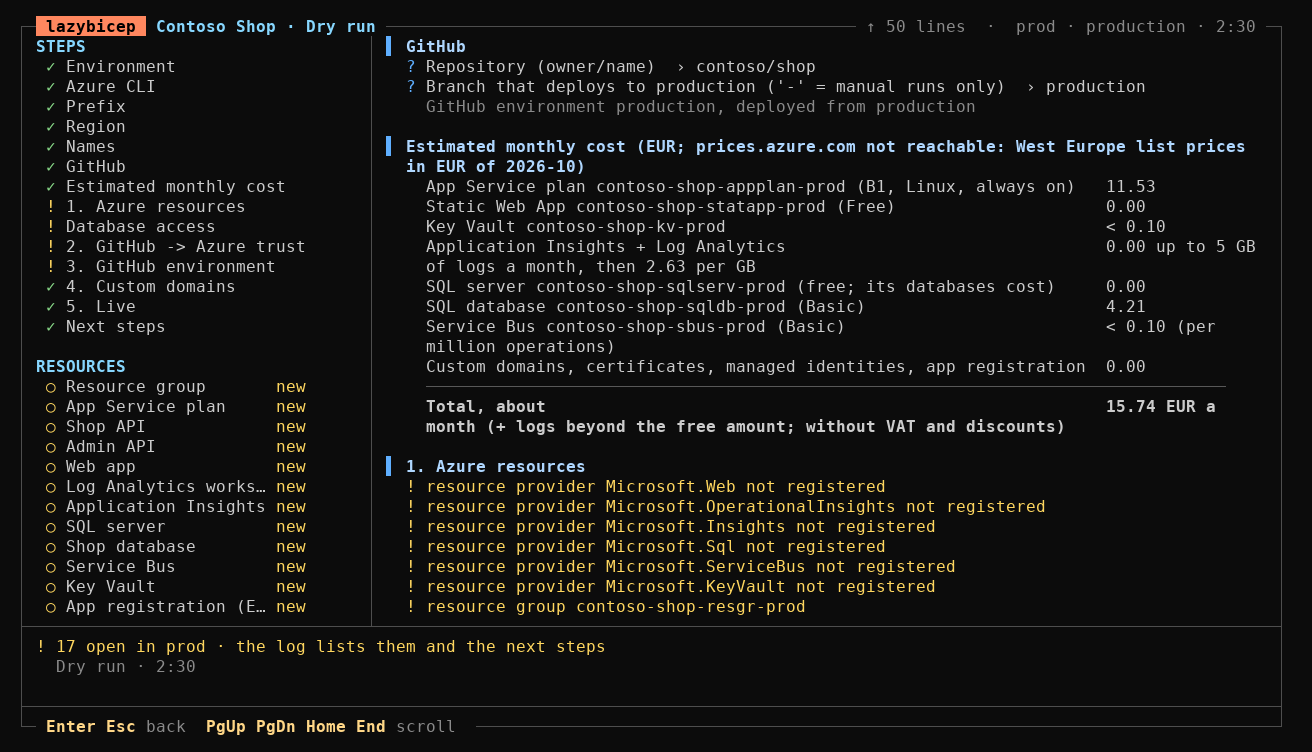 lazybicep Contoso Shop · Dry run
↑ 50 lines · prod · production · 2:30
STEPS
✓ Environment
✓ Azure CLI
✓ Prefix
✓ Region
✓ Names
✓ GitHub
✓ Estimated monthly cost
! 1. Azure resources
! Database access
! 2. GitHub -> Azure trust
! 3. GitHub environment
✓ 4. Custom domains
✓ 5. Live
✓ Next steps
RESOURCES
○ Resource group new
○ App Service plan new
○ Shop API new
○ Admin API new
○ Web app new
○ Log Analytics works… new
○ Application Insights new
○ SQL server new
○ Shop database new
○ Service Bus new
○ Key Vault new
○ App registration (E… new
GitHub
? Repository (owner/name) › contoso/shop
? Branch that deploys to production ('-' = manual runs only) › production
GitHub environment production, deployed from production
Estimated monthly cost (EUR; prices.azure.com not reachable: West Europe list prices
in EUR of 2026-10)
App Service plan contoso-shop-appplan-prod (B1, Linux, always on) 11.53
Static Web App contoso-shop-statapp-prod (Free) 0.00
Key Vault contoso-shop-kv-prod < 0.10
Application Insights + Log Analytics 0.00 up to 5 GB
of logs a month, then 2.63 per GB
SQL server contoso-shop-sqlserv-prod (free; its databases cost) 0.00
SQL database contoso-shop-sqldb-prod (Basic) 4.21
Service Bus contoso-shop-sbus-prod (Basic) < 0.10 (per
million operations)
Custom domains, certificates, managed identities, app registration 0.00
Total, about 15.74 EUR a
month (+ logs beyond the free amount; without VAT and discounts)
1. Azure resources
! resource provider Microsoft.Web not registered
! resource provider Microsoft.OperationalInsights not registered
! resource provider Microsoft.Insights not registered
! resource provider Microsoft.Sql not registered
! resource provider Microsoft.ServiceBus not registered
! resource provider Microsoft.KeyVault not registered
! resource group contoso-shop-resgr-prod
! 17 open in prod · the log lists them and the next steps
Dry run · 2:30
Enter Esc back PgUp PgDn Home End scroll